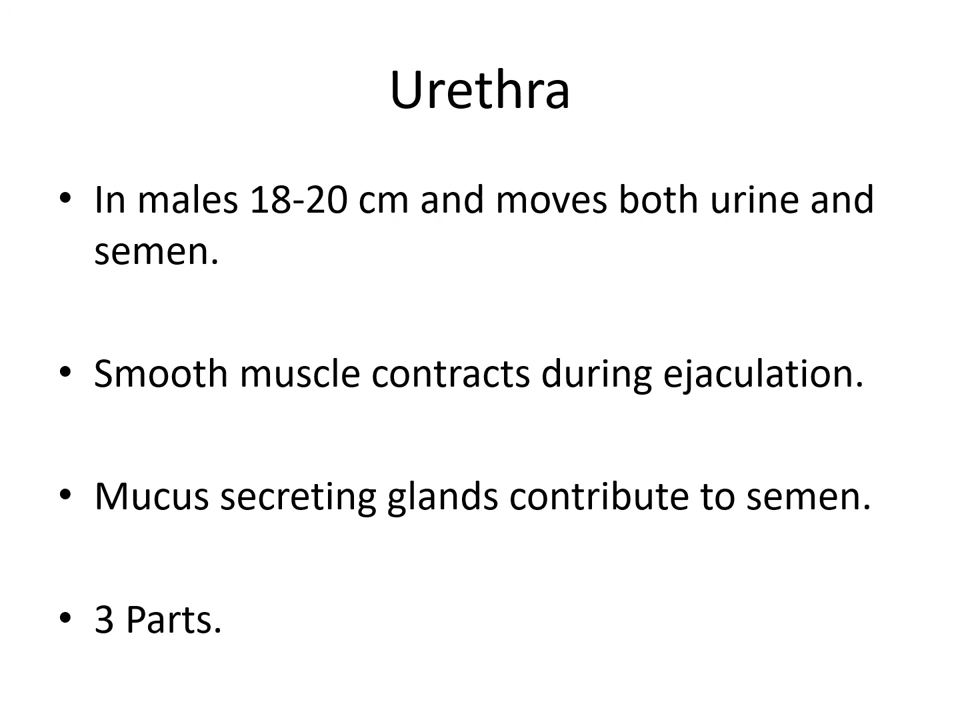 Urethra
• In males 18-20 cm and moves both urine and
semen.
• Smooth muscle contracts during ejaculation.
• Mucus secreting glands contribute to semen.
• 3 Parts.